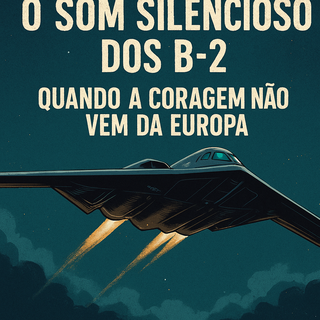 O SOM SILENCIOSO
DOS B-2
QUANDO A CORAGEM NÃO
VEM DA EUROPA